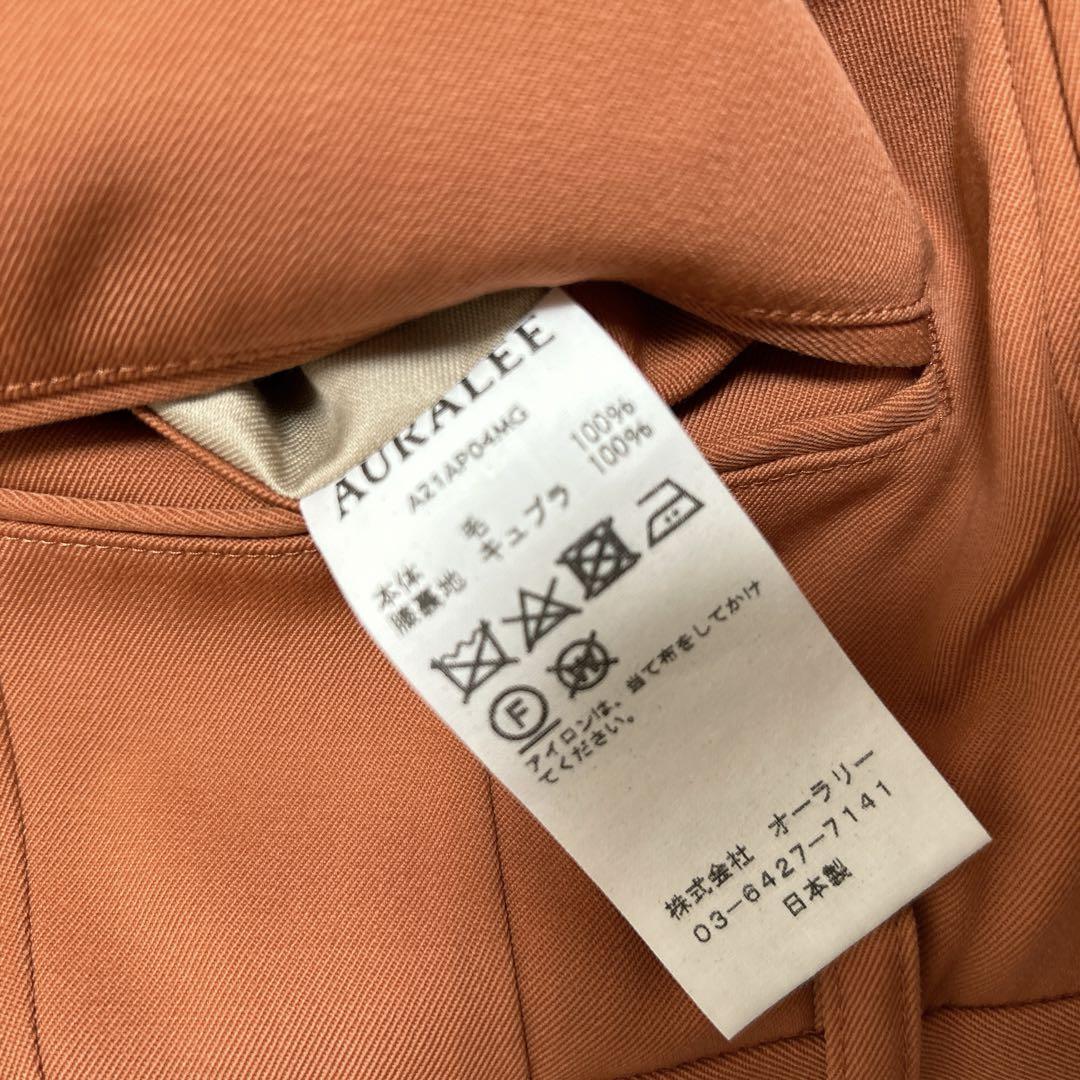 AURALEE
A21AP04MG
本体 毛 100%
腰裏地 キュプラ 100%
F
アイロンは、当て布をしてかけ
てください。
株式会社 オーラリー
03-6427-7141
日本製